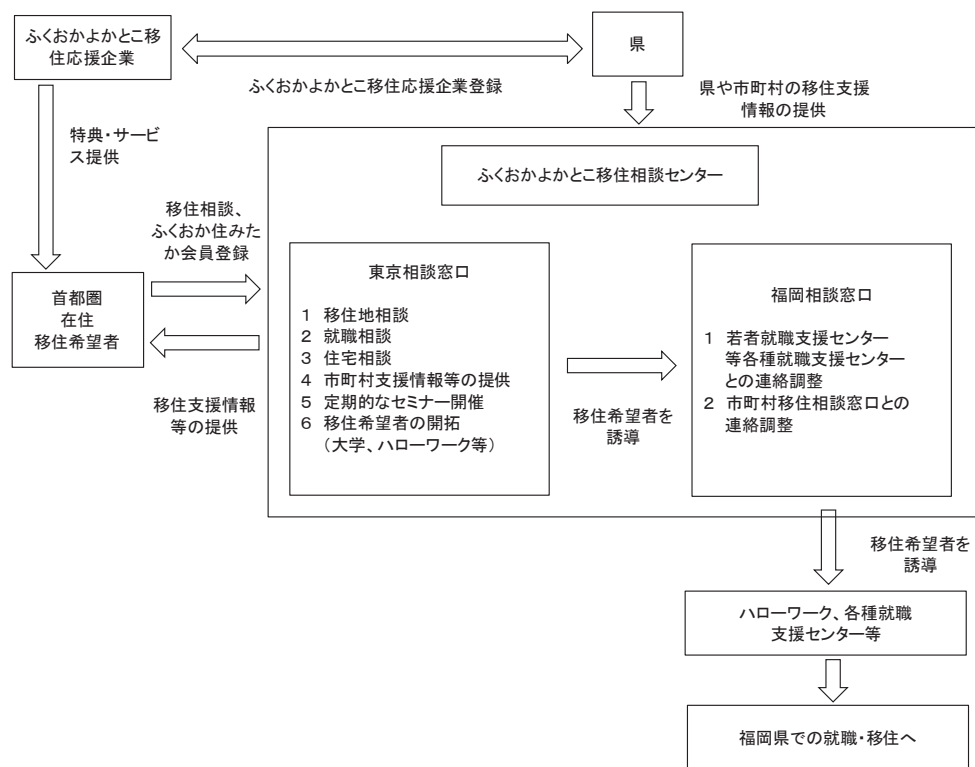 ふくおかよかとこ移
住応援企業
県
ふくおかよかとこ移住応援企業登録
県や市町村の移住支援
情報の提供
特典・サービ
ス提供
ふくおかよかとこ移住相談センター
移住相談、
ふくおか住みた
か会員登録
首都圏
在住
移住希望者
移住支援情報
等の提供
東京相談窓口
1 移住地相談
2 就職相談
3 住宅相談
4 市町村支援情報等の提供
5 定期的なセミナー開催
6 移住希望者の開拓
(大学、ハローワーク等)
移住希望者を
誘導
福岡相談窓口
1 若者就職支援センター
等各種就職支援センター
との連絡調整
2 市町村移住相談窓口との
連絡調整
移住希望者を
誘導
ハローワーク、各種就職
支援センター等
福岡県での就職・移住へ